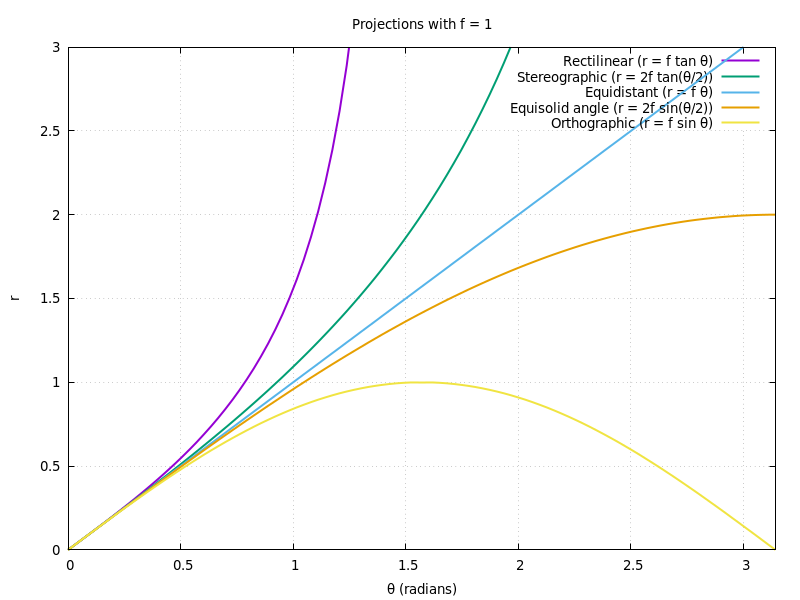 Projections with f = 1
Rectilinear (r = f tan θ)
Stereographic (r = 2f tan(θ/2))
Equidistant (r = f θ)
Equisolid angle (r = 2f sin(θ/2))
Orthographic (r = f sin θ)
3
2.5
2
1.5
1
0.5
0
r
0 0.5 1 1.5 2 2.5 3
θ (radians)